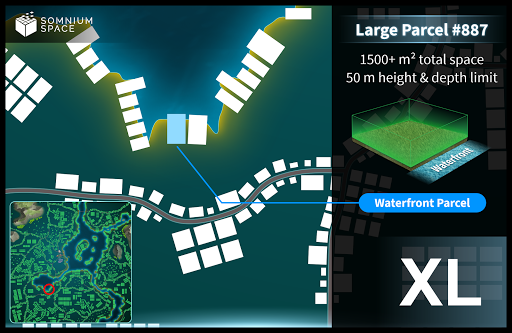 SOMNIUM
SPACE
Large Parcel #887
1500+ m² total space
50 m height & depth limit
Waterfront
Waterfront Parcel
XL